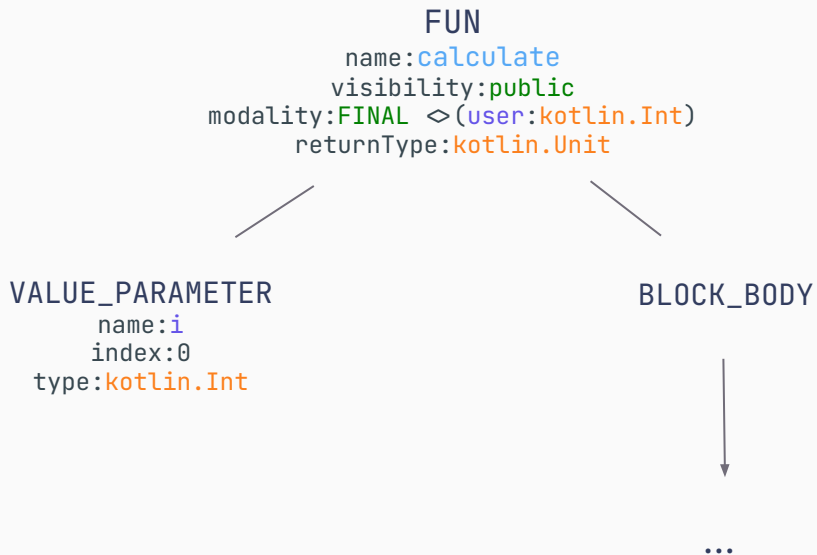 FUN
name:calculate
visibility:public
modality:FINAL <>(user:kotlin.Int)
returnType:kotlin.Unit
VALUE_PARAMETER
name:i
index:0
type:kotlin.Int
BLOCK_BODY
...